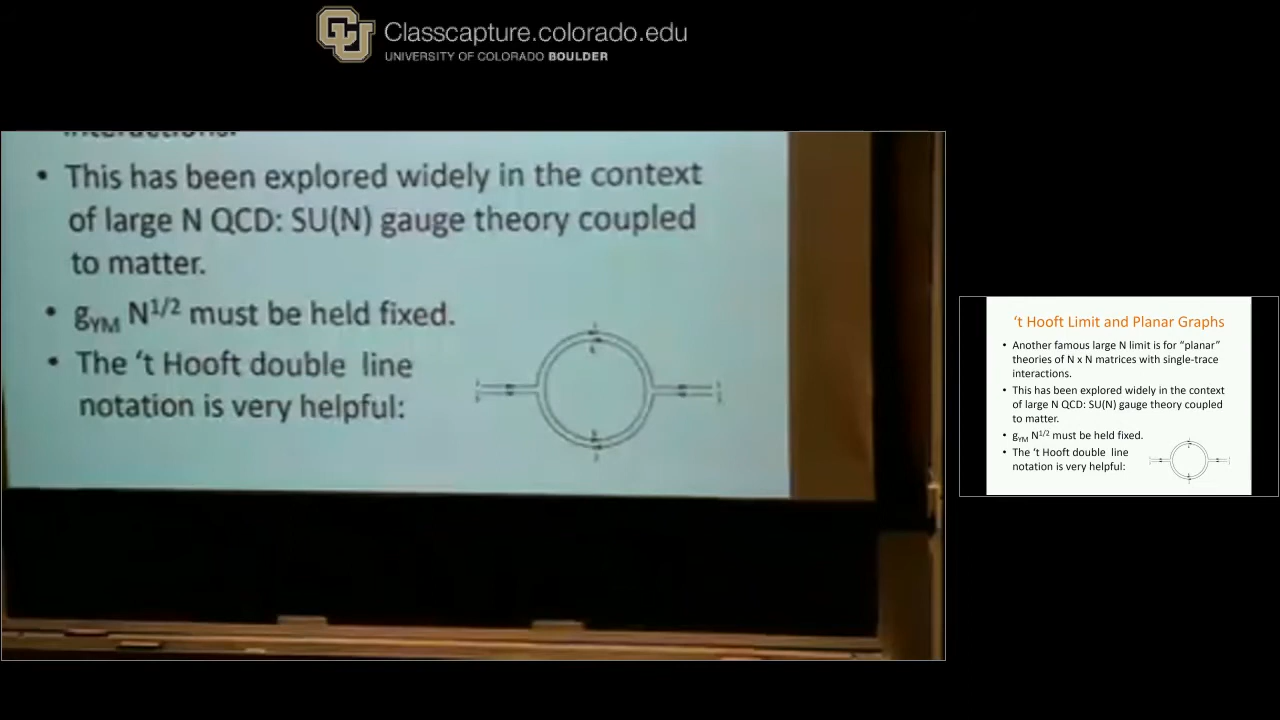 Classcapture.colorado.edu
UNIVERSITY OF COLORADO BOULDER
interactions.
• This has been explored widely in the context
of large N QCD: SU(N) gauge theory coupled
to matter.
• gYM N1/2 must be held fixed.
• The ‘t Hooft double line
notation is very helpful:
‘t Hooft Limit and Planar Graphs
• Another famous large N limit is for “planar”
theories of N x N matrices with single-trace
interactions.
• This has been explored widely in the context
of large N QCD: SU(N) gauge theory coupled
to matter.
• gYM N1/2 must be held fixed.
• The ‘t Hooft double line
notation is very helpful: